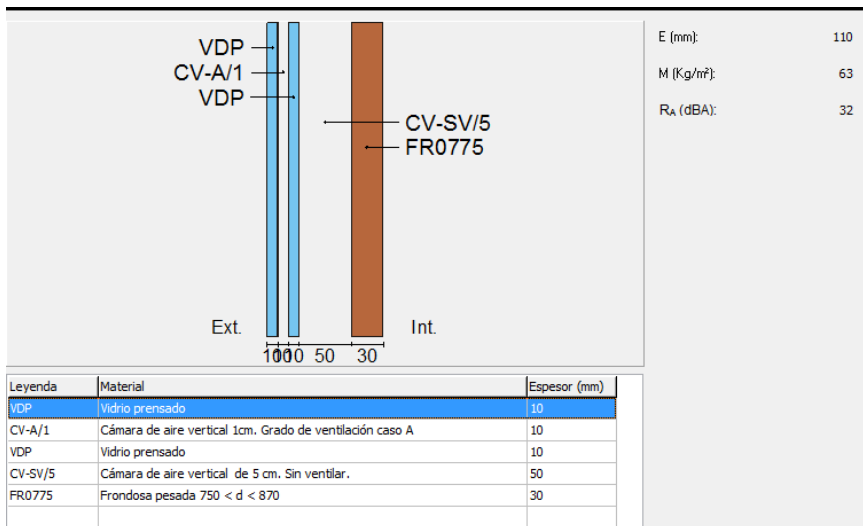 VDP
CV-A/1
VDP
CV-SV/5
FR0775
Ext.
Int.
10 10 10 50 30
E (mm): 110
M (Kg/m²): 63
RA (dBA): 32
Leyenda Material Espesor (mm)
VDP Vidrio prensado 10
CV-A/1 Cámara de aire vertical 1cm. Grado de ventilación caso A 10
VDP Vidrio prensado 10
CV-SV/5 Cámara de aire vertical de 5 cm. Sin ventilar. 50
FR0775 Frondosa pesada 750 < d < 870 30